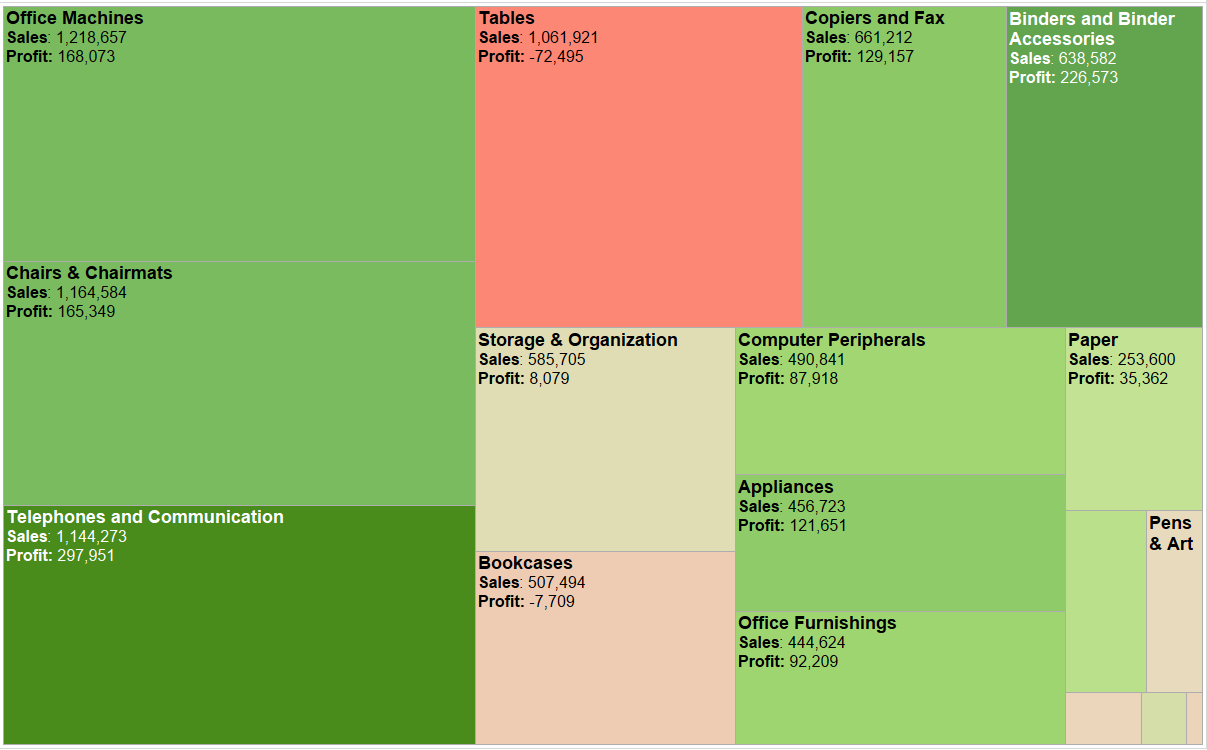 Office Machines
Sales: 1,218,657
Profit: 168,073
Chairs & Chairmats
Sales: 1,164,584
Profit: 165,349
Telephones and Communication
Sales: 1,144,273
Profit: 297,951
Tables
Sales: 1,061,921
Profit: -72,495
Copiers and Fax
Sales: 661,212
Profit: 129,157
Binders and Binder
Accessories
Sales: 638,582
Profit: 226,573
Storage & Organization
Sales: 585,705
Profit: 8,079
Bookcases
Sales: 507,494
Profit: -7,709
Computer Peripherals
Sales: 490,841
Profit: 87,918
Appliances
Sales: 456,723
Profit: 121,651
Office Furnishings
Sales: 444,624
Profit: 92,209
Paper
Sales: 253,600
Profit: 35,362
Pens
& Art